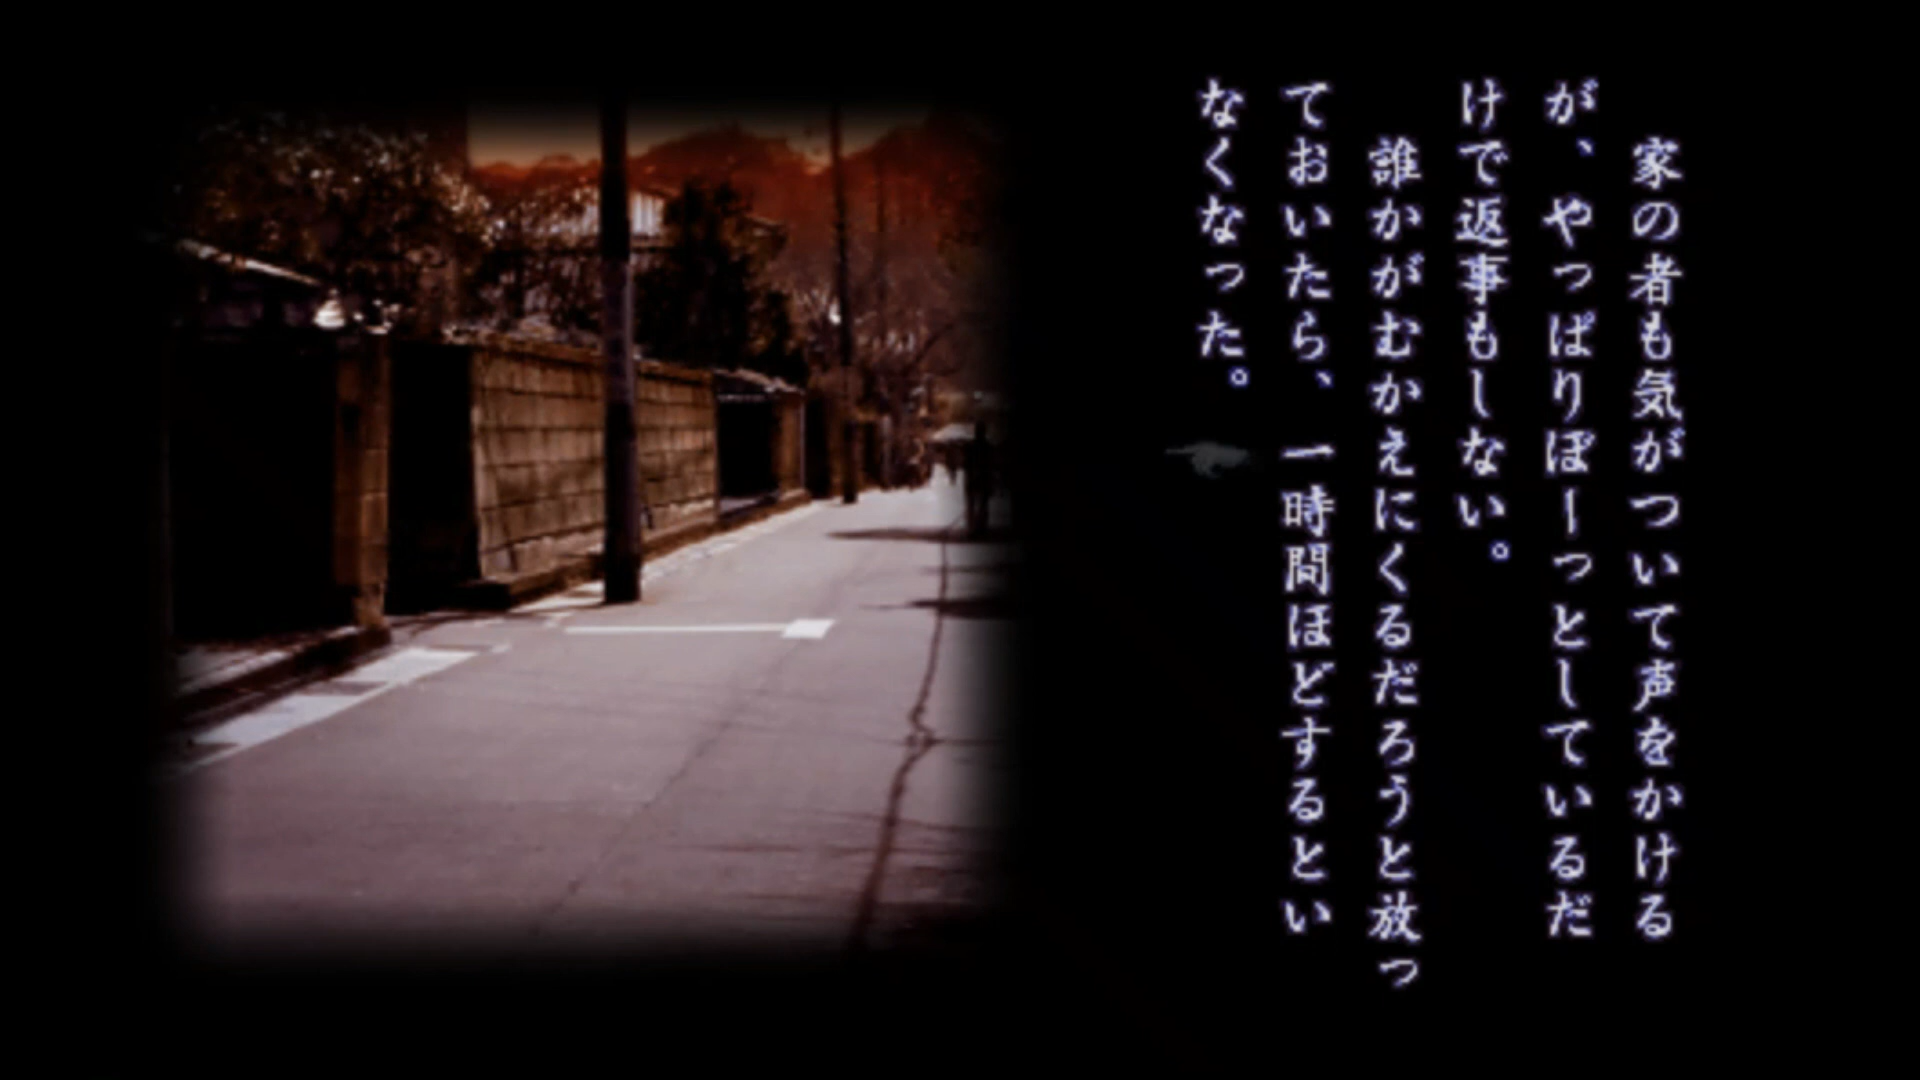 家の者も気がついて声をかける
が、やっぱりぼーっとしているだ
けで返事もしない。
誰かがむかえにくるだろうと放っ
ておいたら、一時間ほどするとい
なくなった。